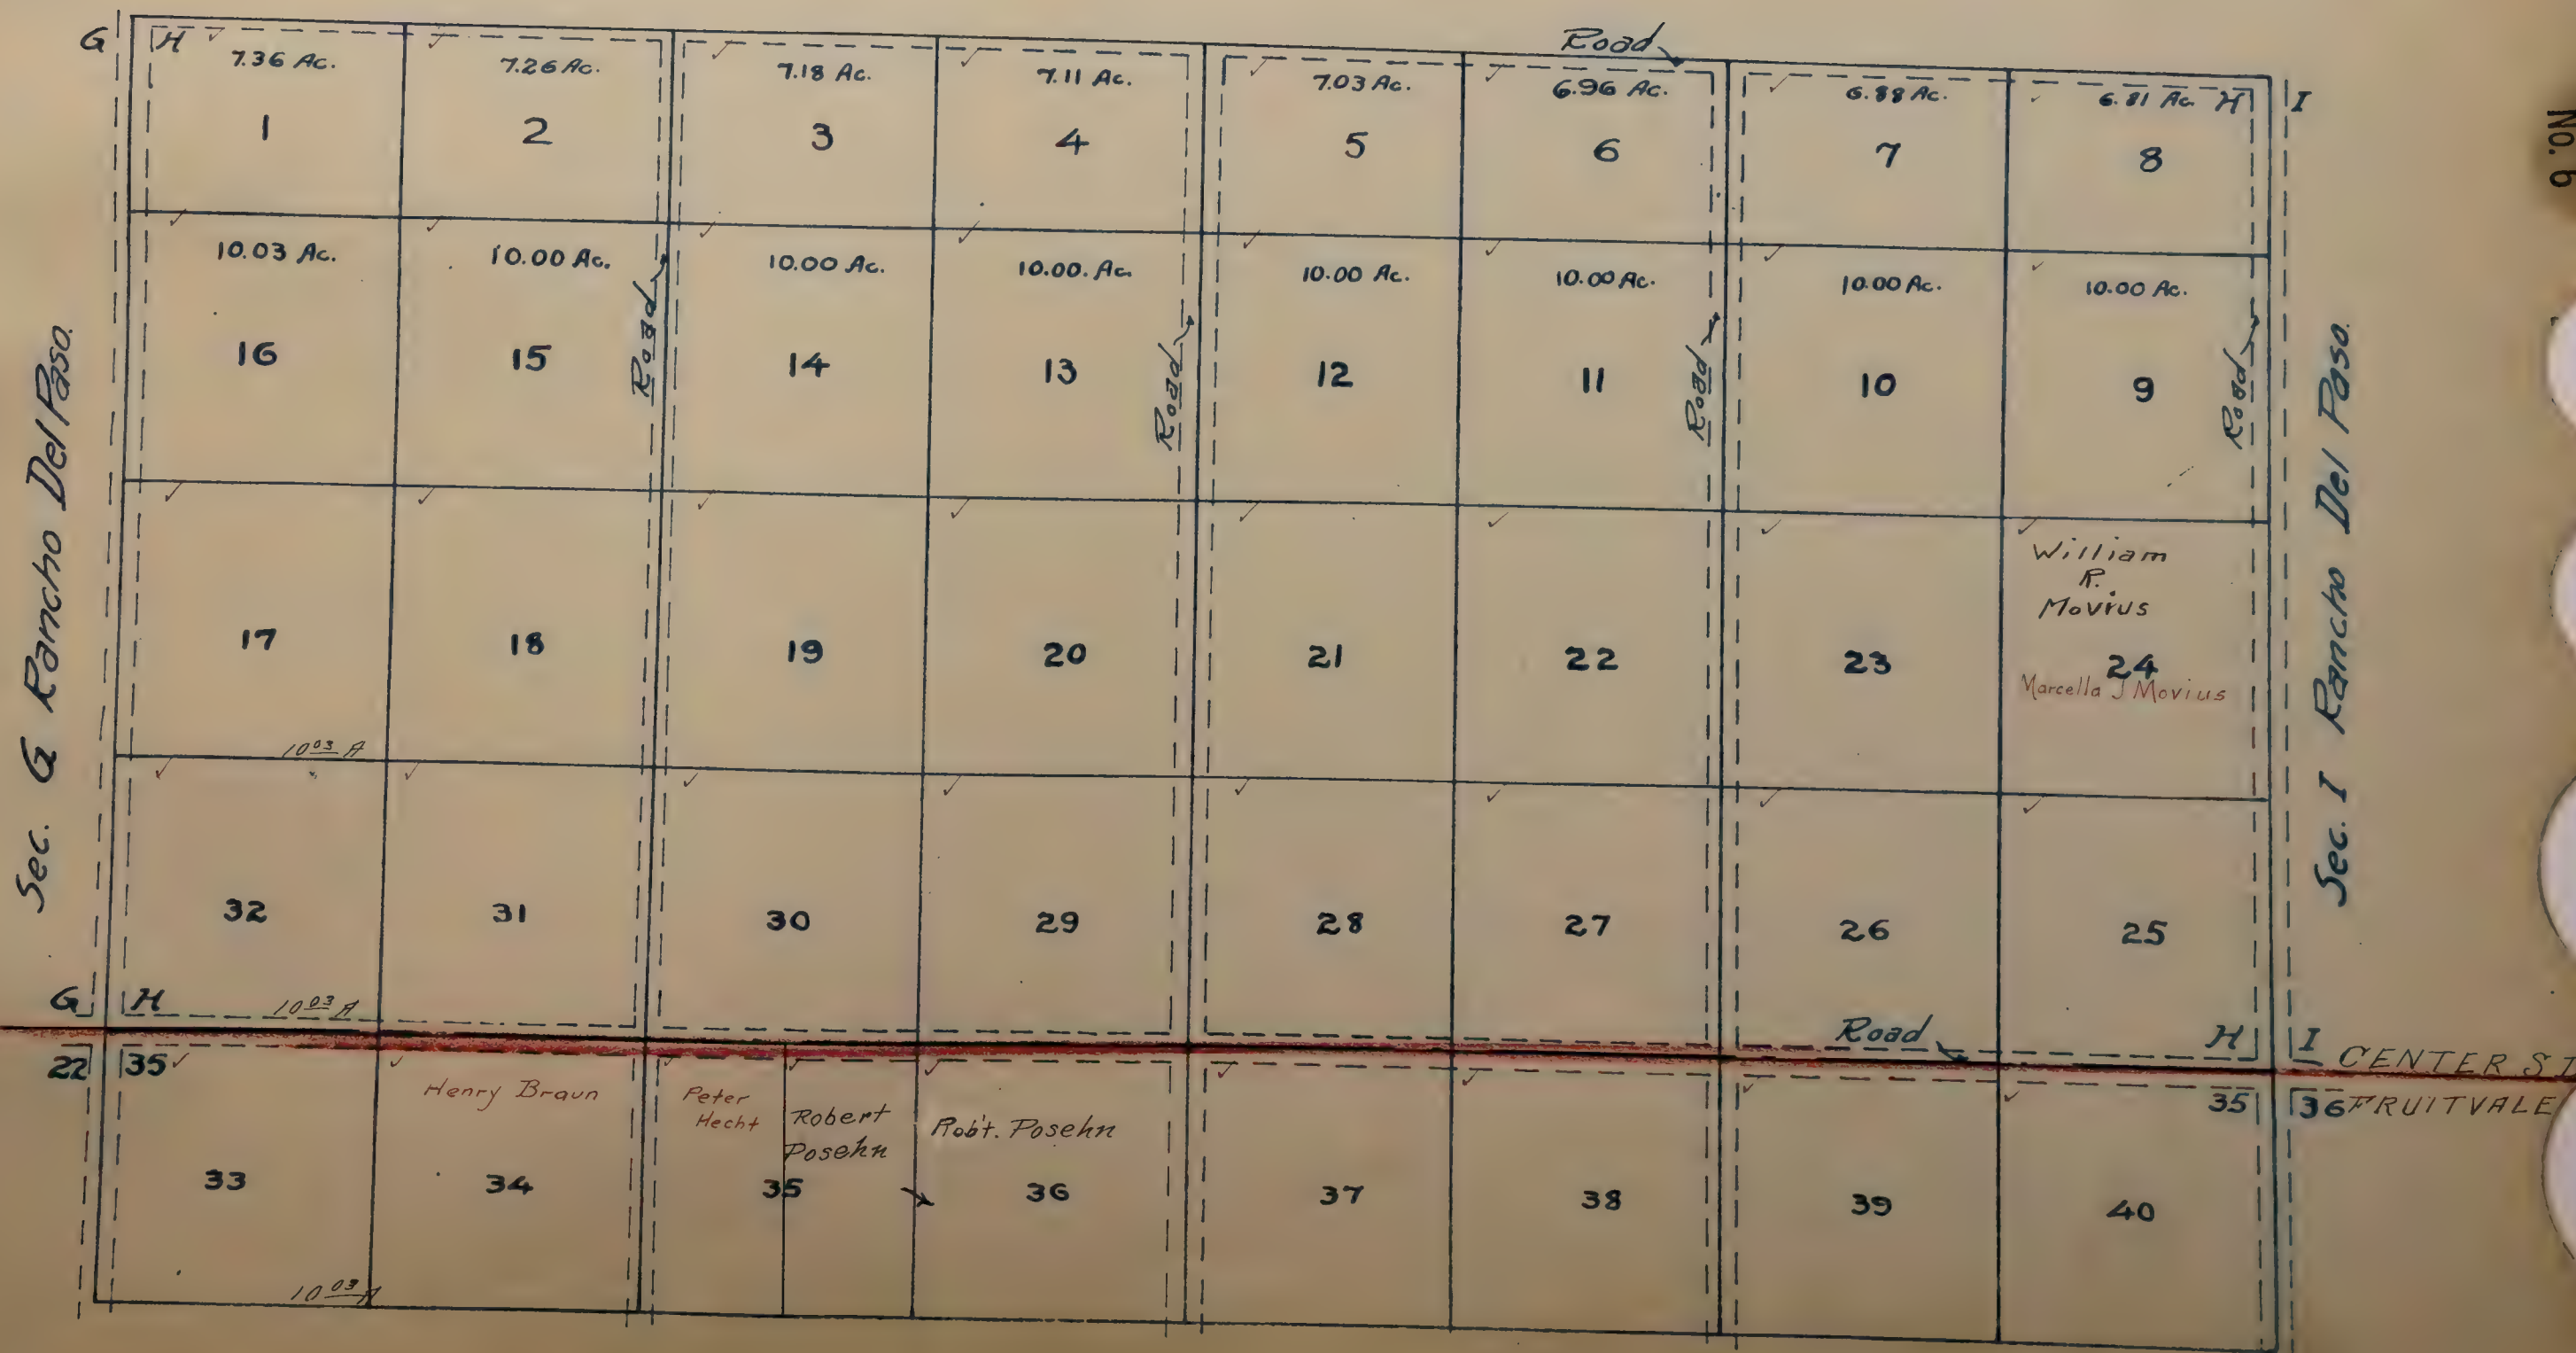 No. 6
Road
G
H
7.36 Ac.
7.26 Ac.
7.18 Ac.
7.11 Ac.
7.03 Ac.
6.96 Ac.
6.88 Ac.
6.81 Ac.
H
I
1
2
3
4
5
6
7
8
10.03 Ac.
10.00 Ac.
10.00 Ac.
10.00. Ac.
10.00 Ac.
10.00 Ac.
10.00 Ac.
10.00 Ac.
16
15
14
13
12
11
10
9
Road
Road
Road
Road
Sec. G Rancho Del Paso.
Sec. I Rancho Del Paso.
William
R.
Movius
17
18
19
20
21
22
23
24
Marcella J Movius
10 03 A
32
31
30
29
28
27
26
25
G
H
10 03 A
Road
H
I
CENTER
22
35
35
36
FRUITVALE
Henry Braun
Peter
Hecht
Robert
Posehn
Rob't. Posehn
33
34
35
36
37
38
39
40
10 03 A